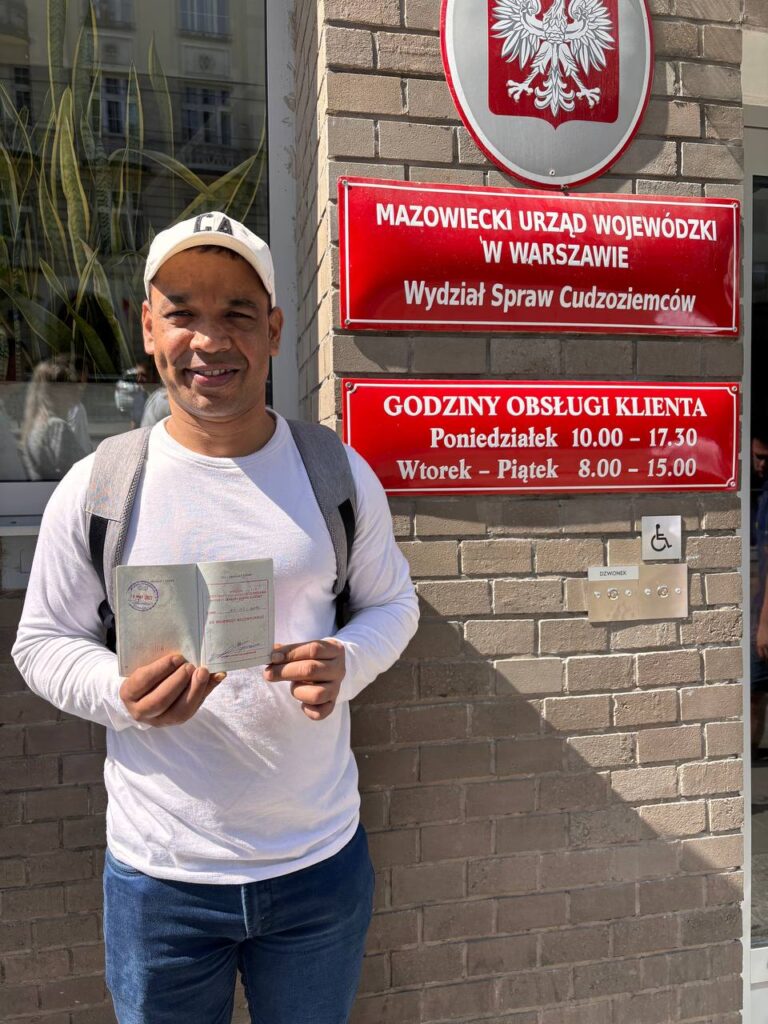 CA
MAZOWIECKI URZĄD WOJEWÓDZKI
W WARSZAWIE
Wydział Spraw Cudzoziemców
GODZINY OBSŁUGI KLIENTA
Poniedziałek 10.00 – 17.30
Wtorek – Piątek 8.00 – 15.00
DZWONEK